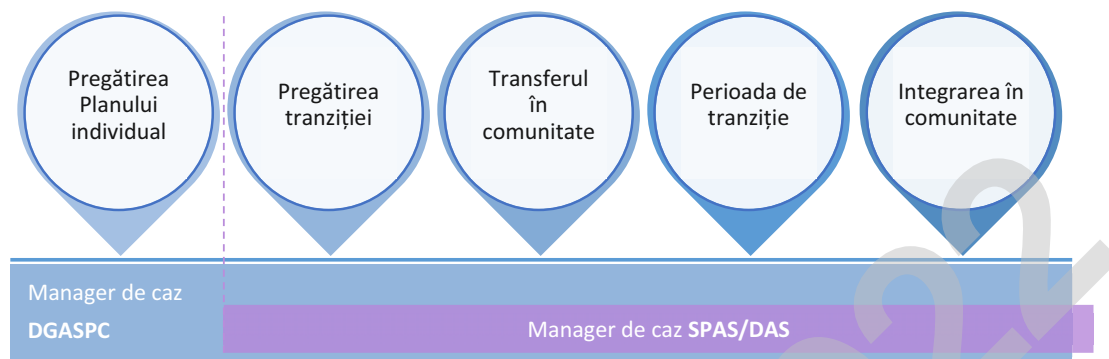 Pregătirea
Planului
individual
Pregătirea
tranziției
Transferul
în
comunitate
Perioada de
tranziție
Integrarea în
comunitate
Manager de caz
DGASPC
Manager de caz SPAS/DAS